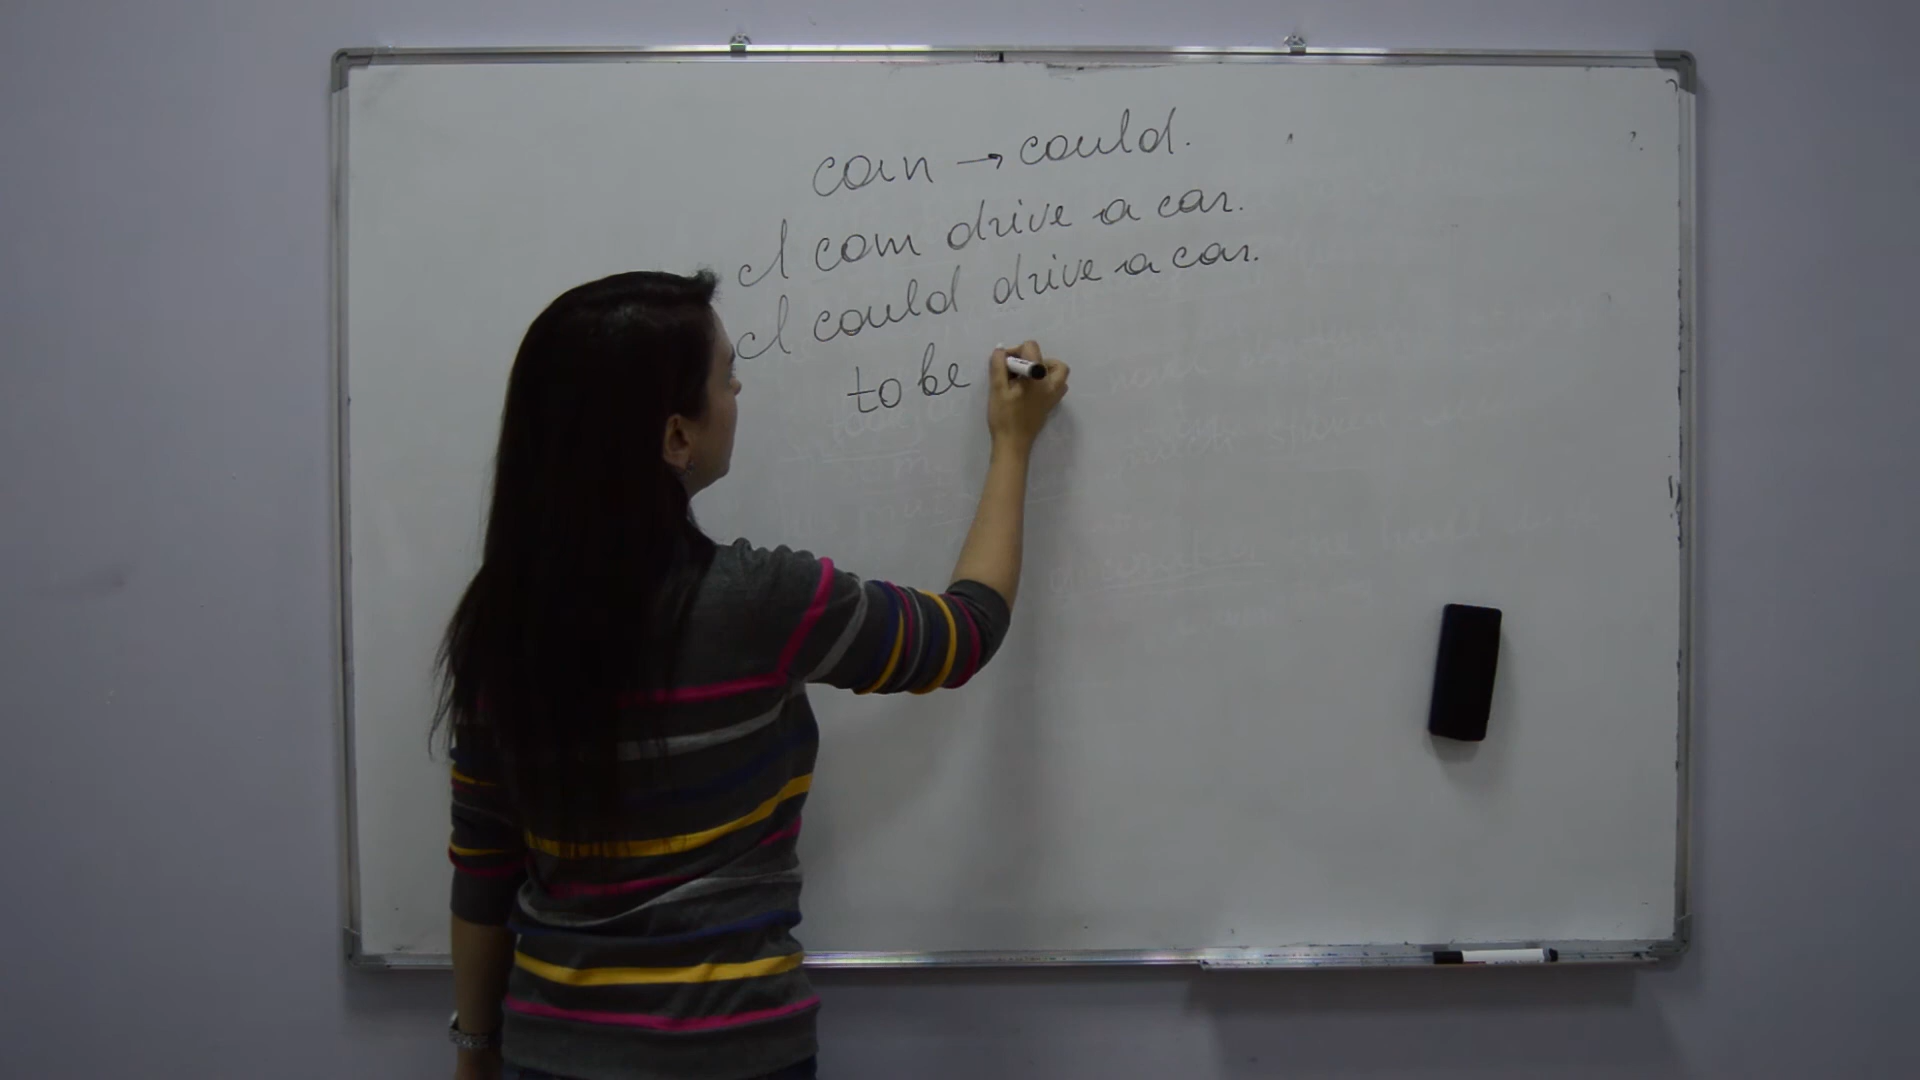 can → could.
I can drive a car.
I could drive a car.
to be